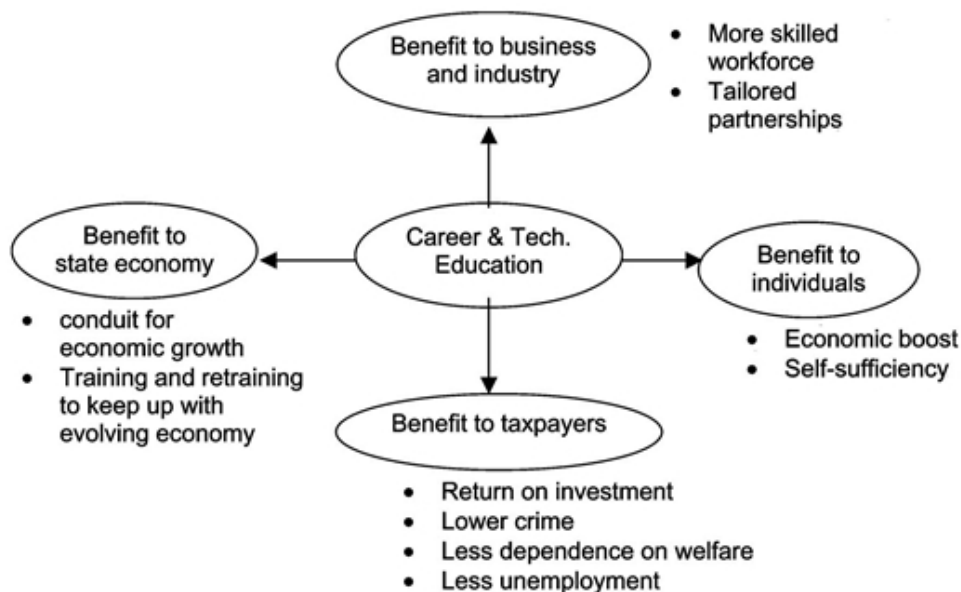 Benefit to business
and industry
• More skilled
workforce
• Tailored
partnerships
Benefit to
state economy
• conduit for
economic growth
• Training and retraining
to keep up with
evolving economy
Career & Tech.
Education
Benefit to
individuals
• Economic boost
• Self-sufficiency
Benefit to taxpayers
• Return on investment
• Lower crime
• Less dependence on welfare
• Less unemployment